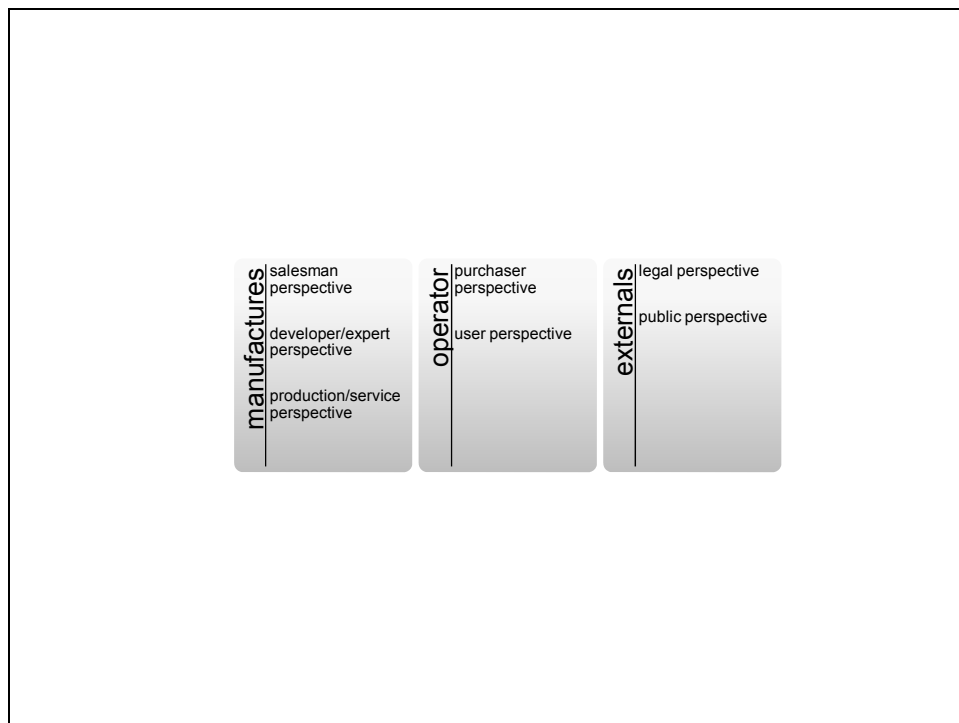 manufactures
salesman
perspective
developer/expert
perspective
production/service
perspective
operator
purchaser
perspective
user perspective
externals
legal perspective
public perspective